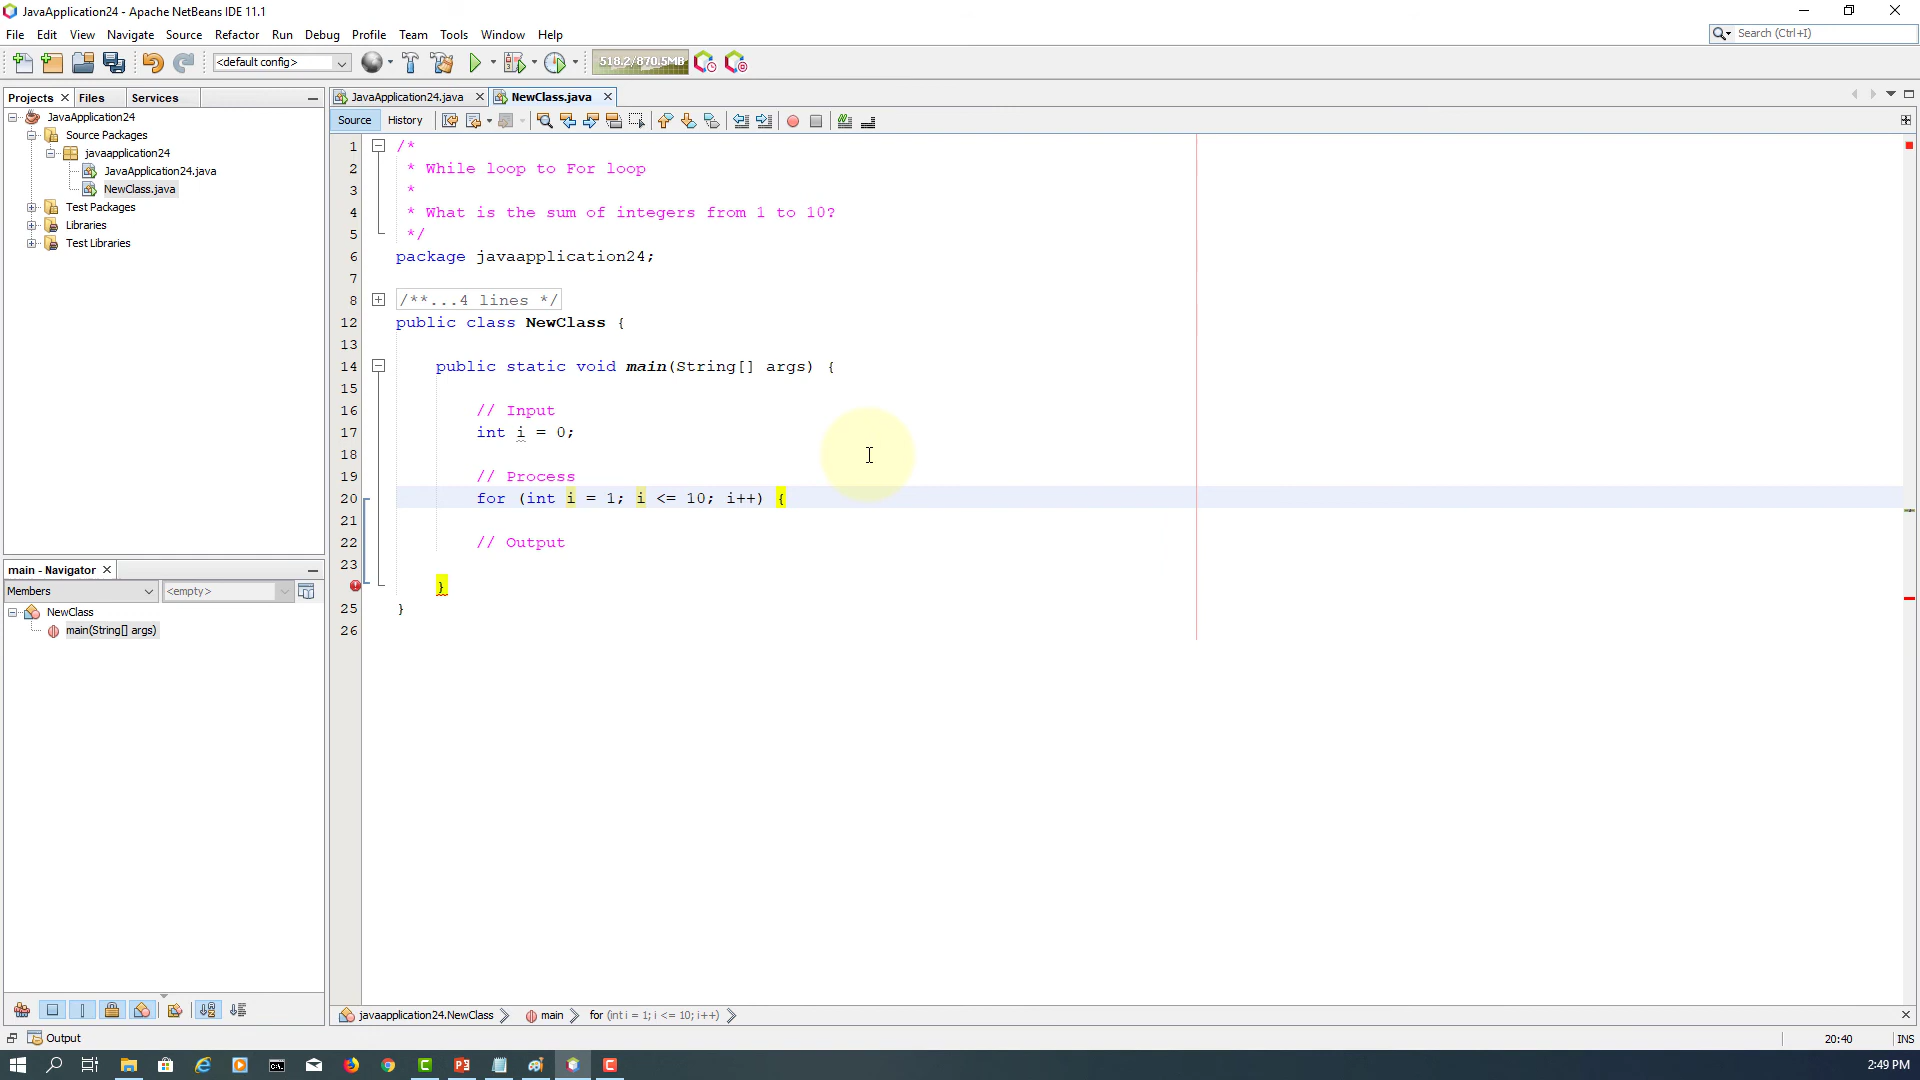 JavaApplication24 - Apache NetBeans IDE 11.1
File Edit View Navigate Source Refactor Run Debug Profile Team Tools Window Help
Search (Ctrl+I)
<default config>
518.2/870.5MB
Projects Files Services
JavaApplication24.java NewClass.java
Source History
JavaApplication24
Source Packages
javaapplication24
JavaApplication24.java
NewClass.java
Test Packages
Libraries
Test Libraries
1 /*
2 * While loop to For loop
3 *
4 * What is the sum of integers from 1 to 10?
5 */
6 package javaapplication24;
7
8 /**...4 lines */
12 public class NewClass {
13
14 public static void main(String[] args) {
15
16 // Input
17 int i = 0;
18
19 // Process
20 for (int i = 1; i <= 10; i++) {
21
22 // Output
23
}
25 }
26
main - Navigator
Members <empty>
NewClass
main(String[] args)
javaapplication24.NewClass main for (int i = 1; i <= 10; i++)
Output
20:40 INS
2:49 PM